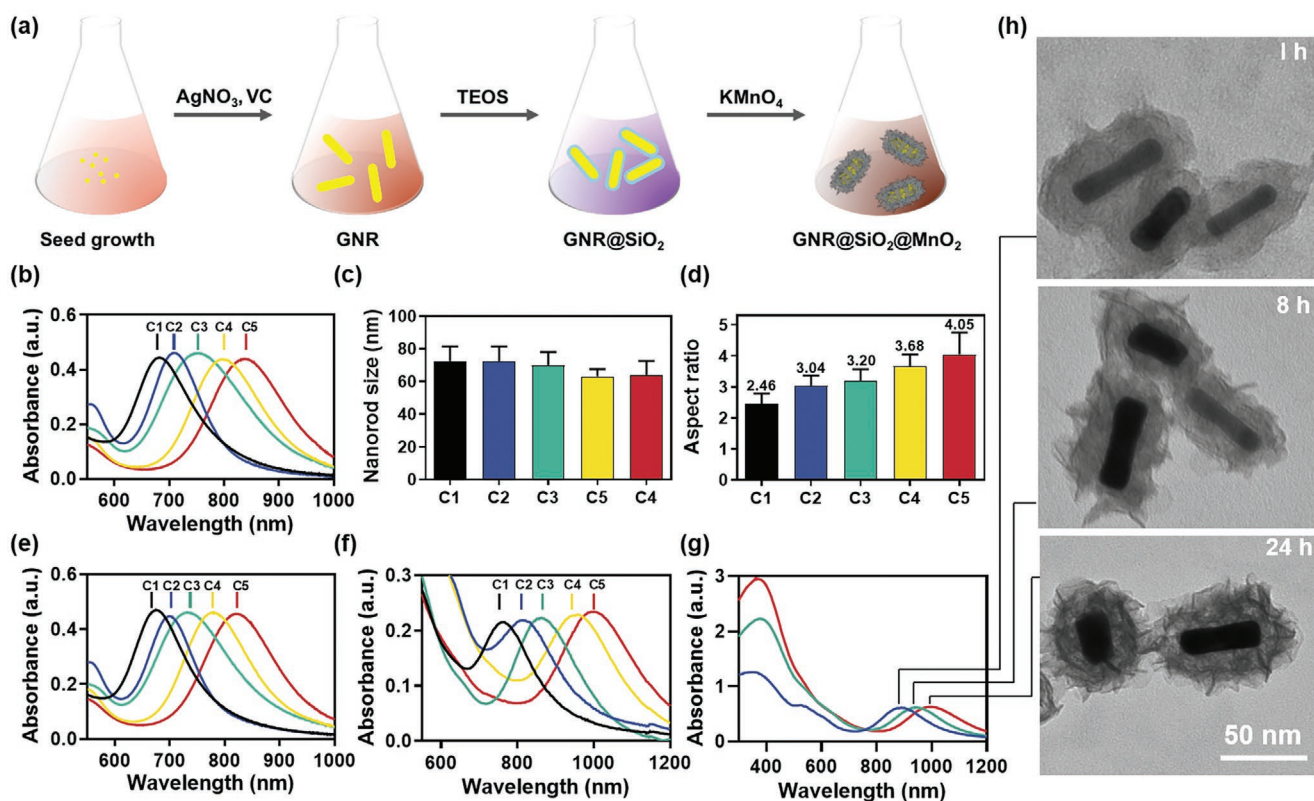 (a)
AgNO3, VC
TEOS
KMnO4
Seed growth
GNR
GNR@SiO2
GNR@SiO2@MnO2
(b)
0.6
0.4
0.2
0.0
C1 C2 C3 C4 C5
600 700 800 900 1000
Absorbance (a.u.)
Wavelength (nm)
(c)
100
80
60
40
20
0
C1 C2 C3 C5 C4
Nanorod size (nm)
(d)
5
4
3
2
1
0
2.46
3.04
3.20
3.68
4.05
C1 C2 C3 C4 C5
Aspect ratio
(e)
0.6
0.4
0.2
0.0
C1 C2 C3 C4 C5
600 700 800 900 1000
Absorbance (a.u.)
Wavelength (nm)
(f)
0.3
0.2
0.1
0.0
C1 C2 C3 C4 C5
600 800 1000 1200
Absorbance (a.u.)
Wavelength (nm)
(g)
3
2
1
0
400 600 800 1000 1200
Absorbance (a.u.)
Wavelength (nm)
(h)
I h
8 h
24 h
50 nm